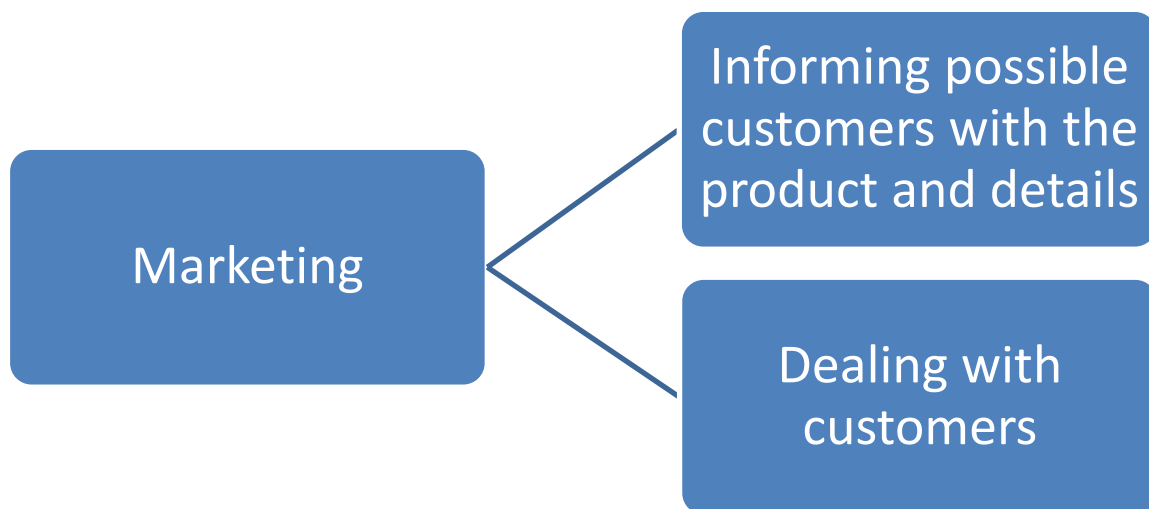 Marketing
Informing possible
customers with the
product and details
Dealing with
customers